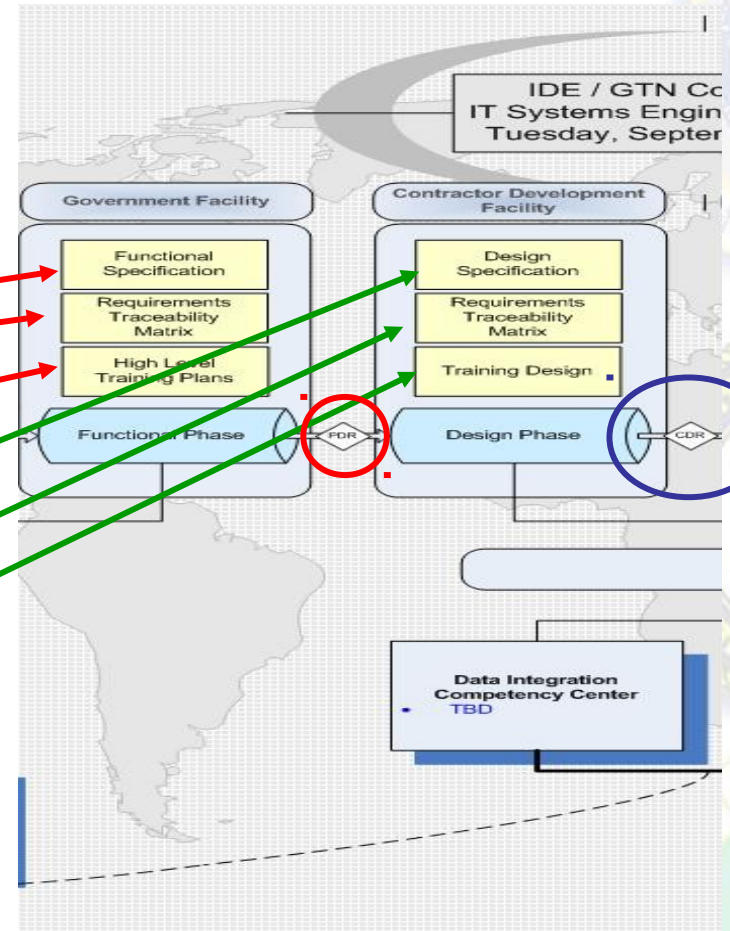 IDE / GTN Co
IT Systems Engin
Tuesday, Septer
Government Facility
Functional
Specification
Requirements
Traceability
Matrix
High Level
Training Plans
Functional Phase
PDR
Contractor Development
Facility
Design
Specification
Requirements
Traceability
Matrix
Training Design
Design Phase
CDR
Data Integration
Competency Center
• TBD